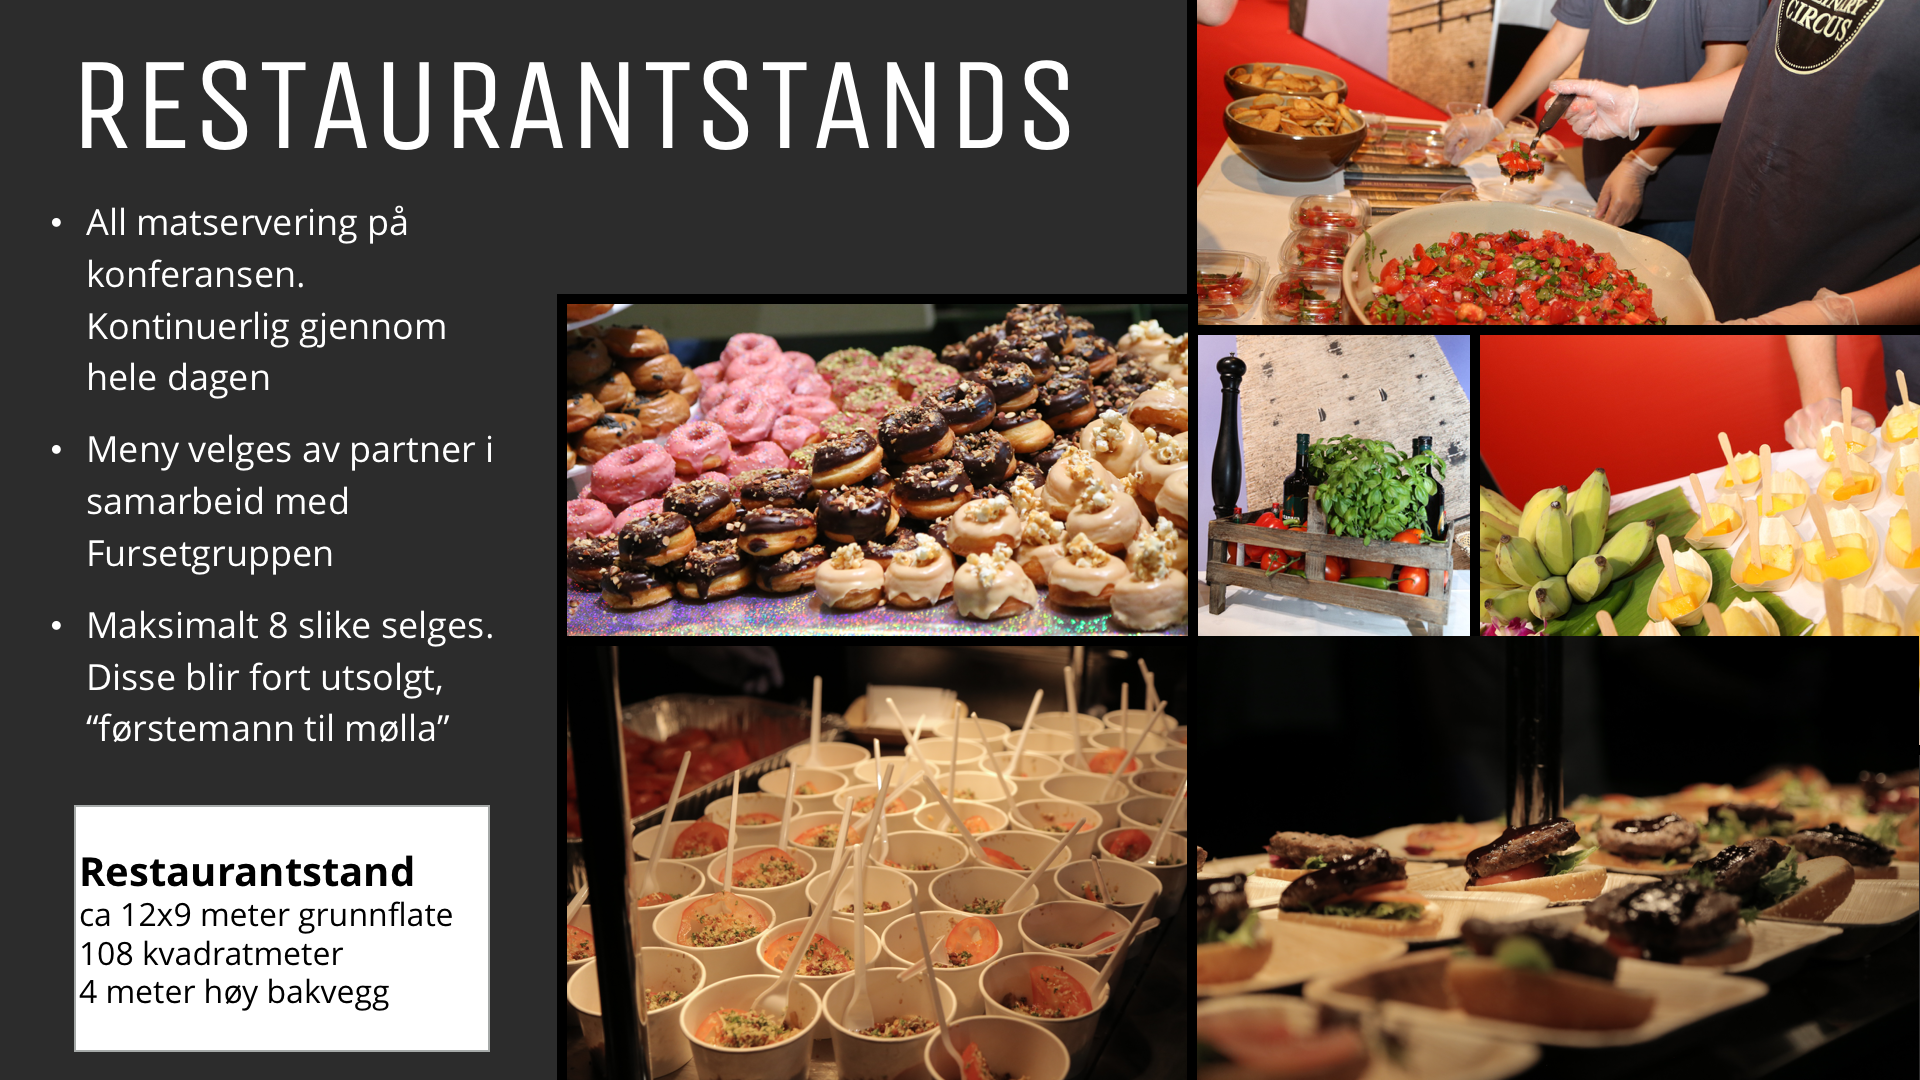 RESTAURANTSTANDS
• All matservering på
konferansen.
Kontinuerlig gjennom
hele dagen
• Meny velges av partner i
samarbeid med
Fursetgruppen
• Maksimalt 8 slike selges.
Disse blir fort utsolgt,
“førstemann til mølla”
Restaurantstand
ca 12x9 meter grunnflate
108 kvadratmeter
4 meter høy bakvegg
CIRCUS